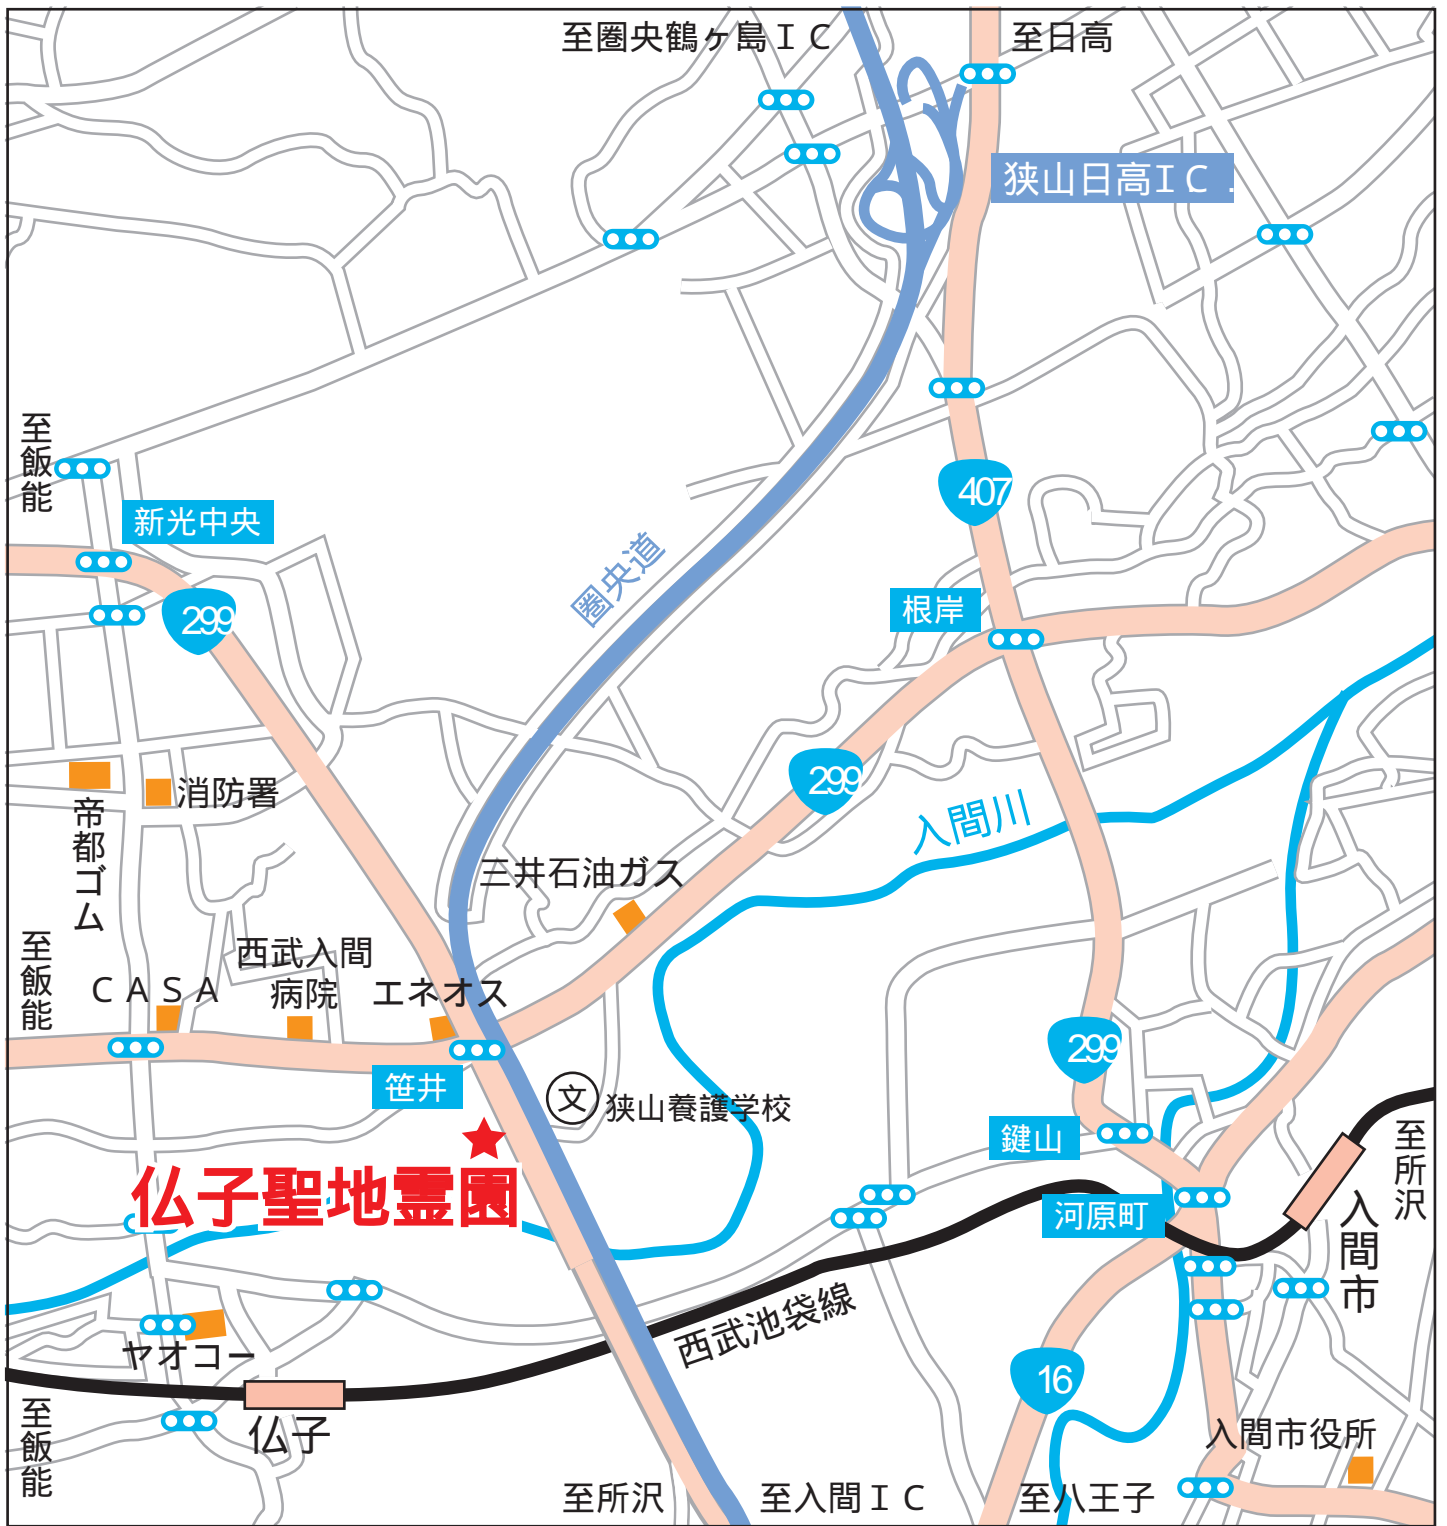 至圏央鶴ヶ島ＩＣ
至日高
狭山日高IＣ．
至飯能
407
新光中央
圏央道
299
根岸
299
消防署
帝都ゴム
入間川
三井石油ガス
至飯能
西武入間
病院
ＣＡＳＡ
エネオス
299
笹井
文
狭山養護学校
鍵山
至所沢
仏子聖地霊園
河原町
入間市
西武池袋線
ヤオコー
16
至飯能
仏子
入間市役所
至所沢
至入間ＩＣ
至八王子